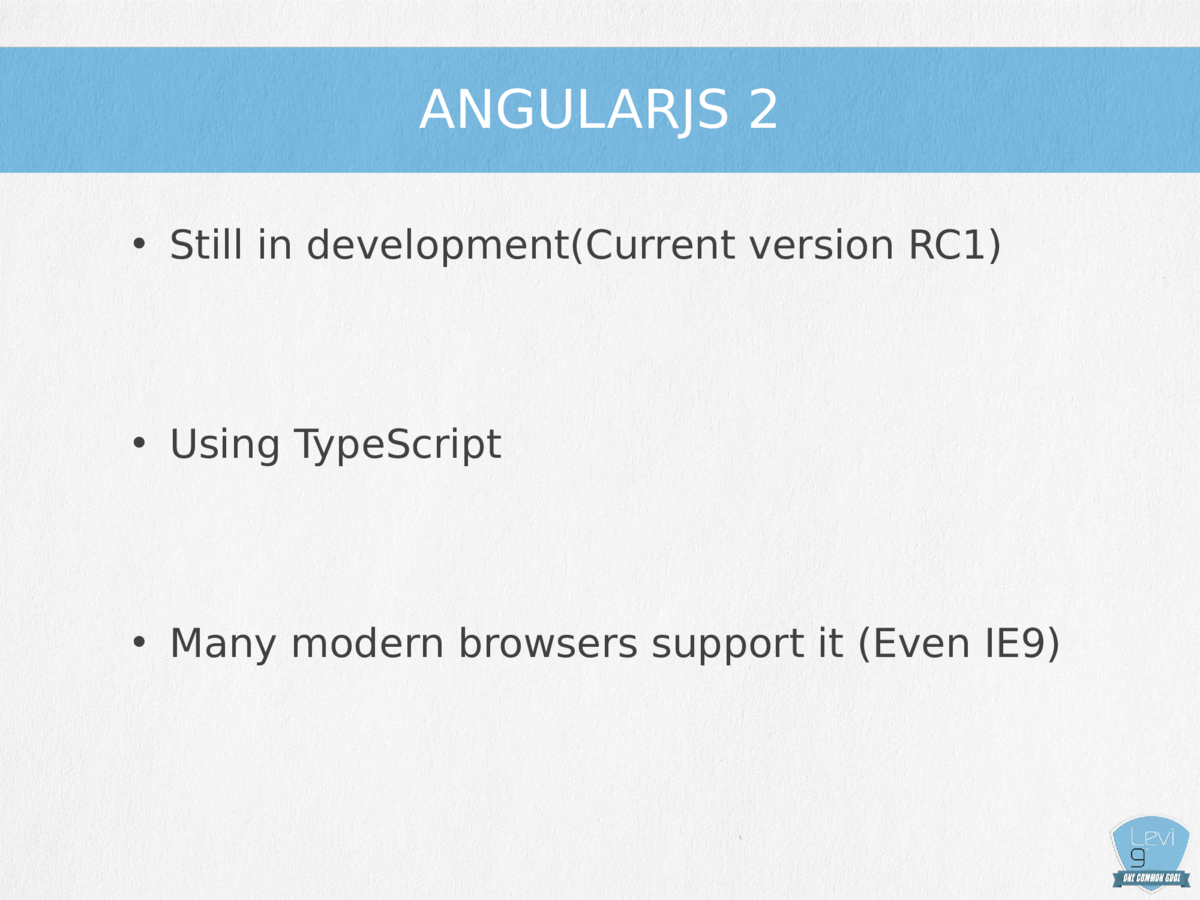 ANGULARJS 2
• Still in development(Current version RC1)
• Using TypeScript
• Many modern browsers support it (Even IE9)
Levi
9
ONE COMMON GOAL